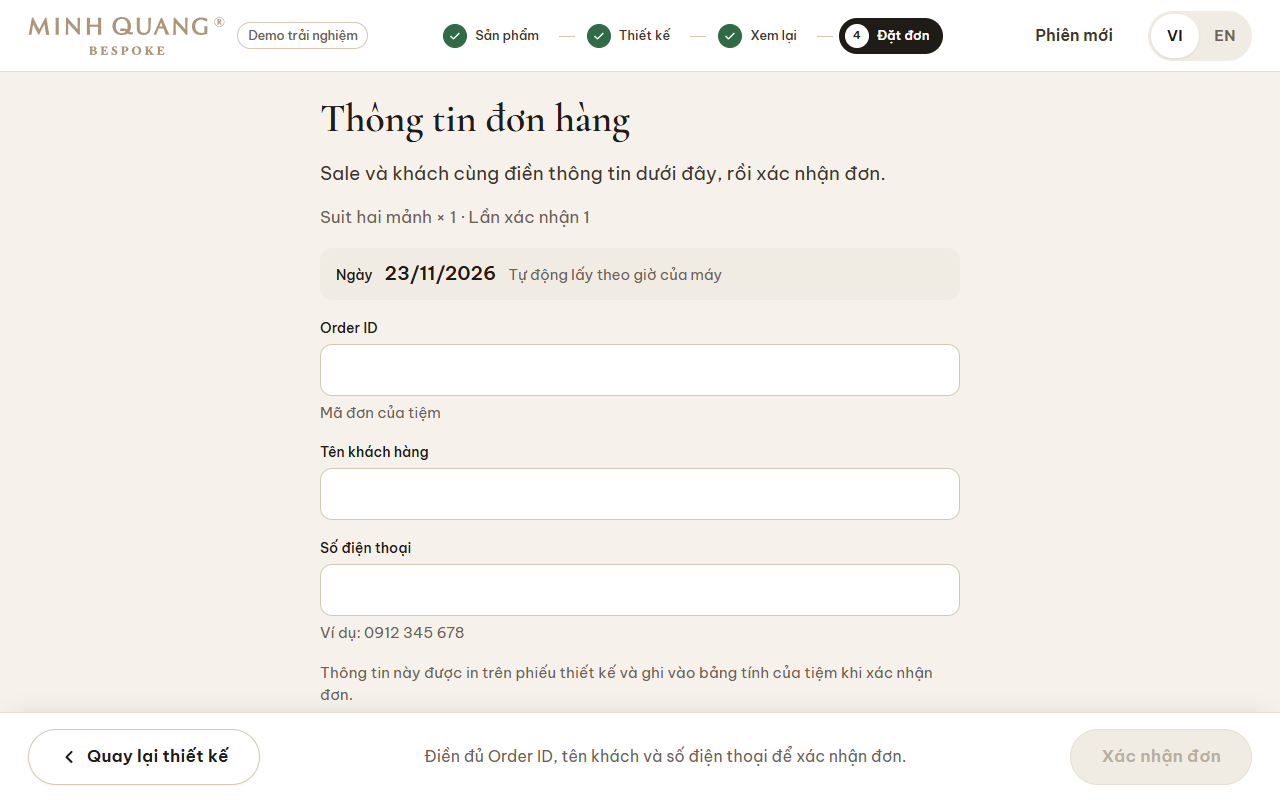 MINH QUANG®
BESPOKE
Demo trải nghiệm
Sản phẩm
Thiết kế
Xem lại
4 Đặt đơn
Phiên mới
VI EN
Thông tin đơn hàng
Sale và khách cùng điền thông tin dưới đây, rồi xác nhận đơn.
Suit hai mảnh × 1 · Lần xác nhận 1
Ngày 23/11/2026 Tự động lấy theo giờ của máy
Order ID
Mã đơn của tiệm
Tên khách hàng
Số điện thoại
Ví dụ: 0912 345 678
Thông tin này được in trên phiếu thiết kế và ghi vào bảng tính của tiệm khi xác nhận
đơn.
Quay lại thiết kế
Điền đủ Order ID, tên khách và số điện thoại để xác nhận đơn.
Xác nhận đơn